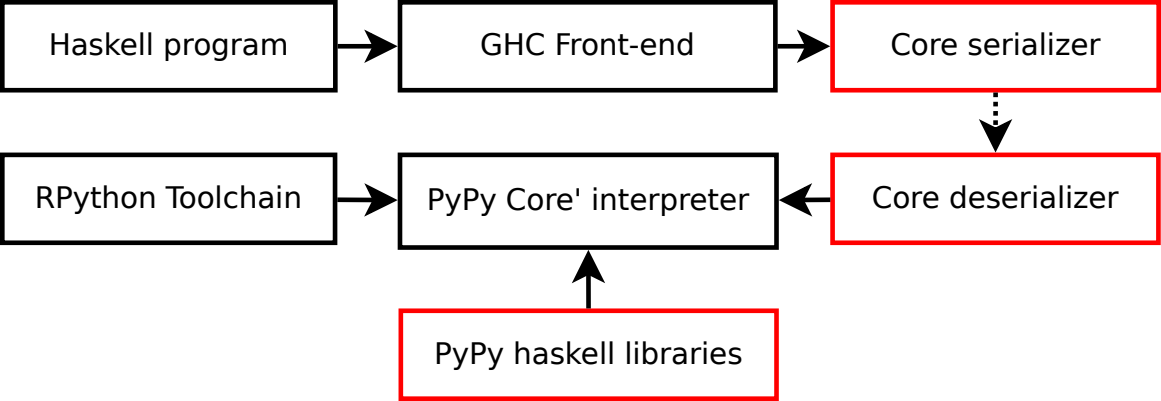 Haskell program
GHC Front-end
Core serializer
RPython Toolchain
PyPy Core' interpreter
Core deserializer
PyPy haskell libraries